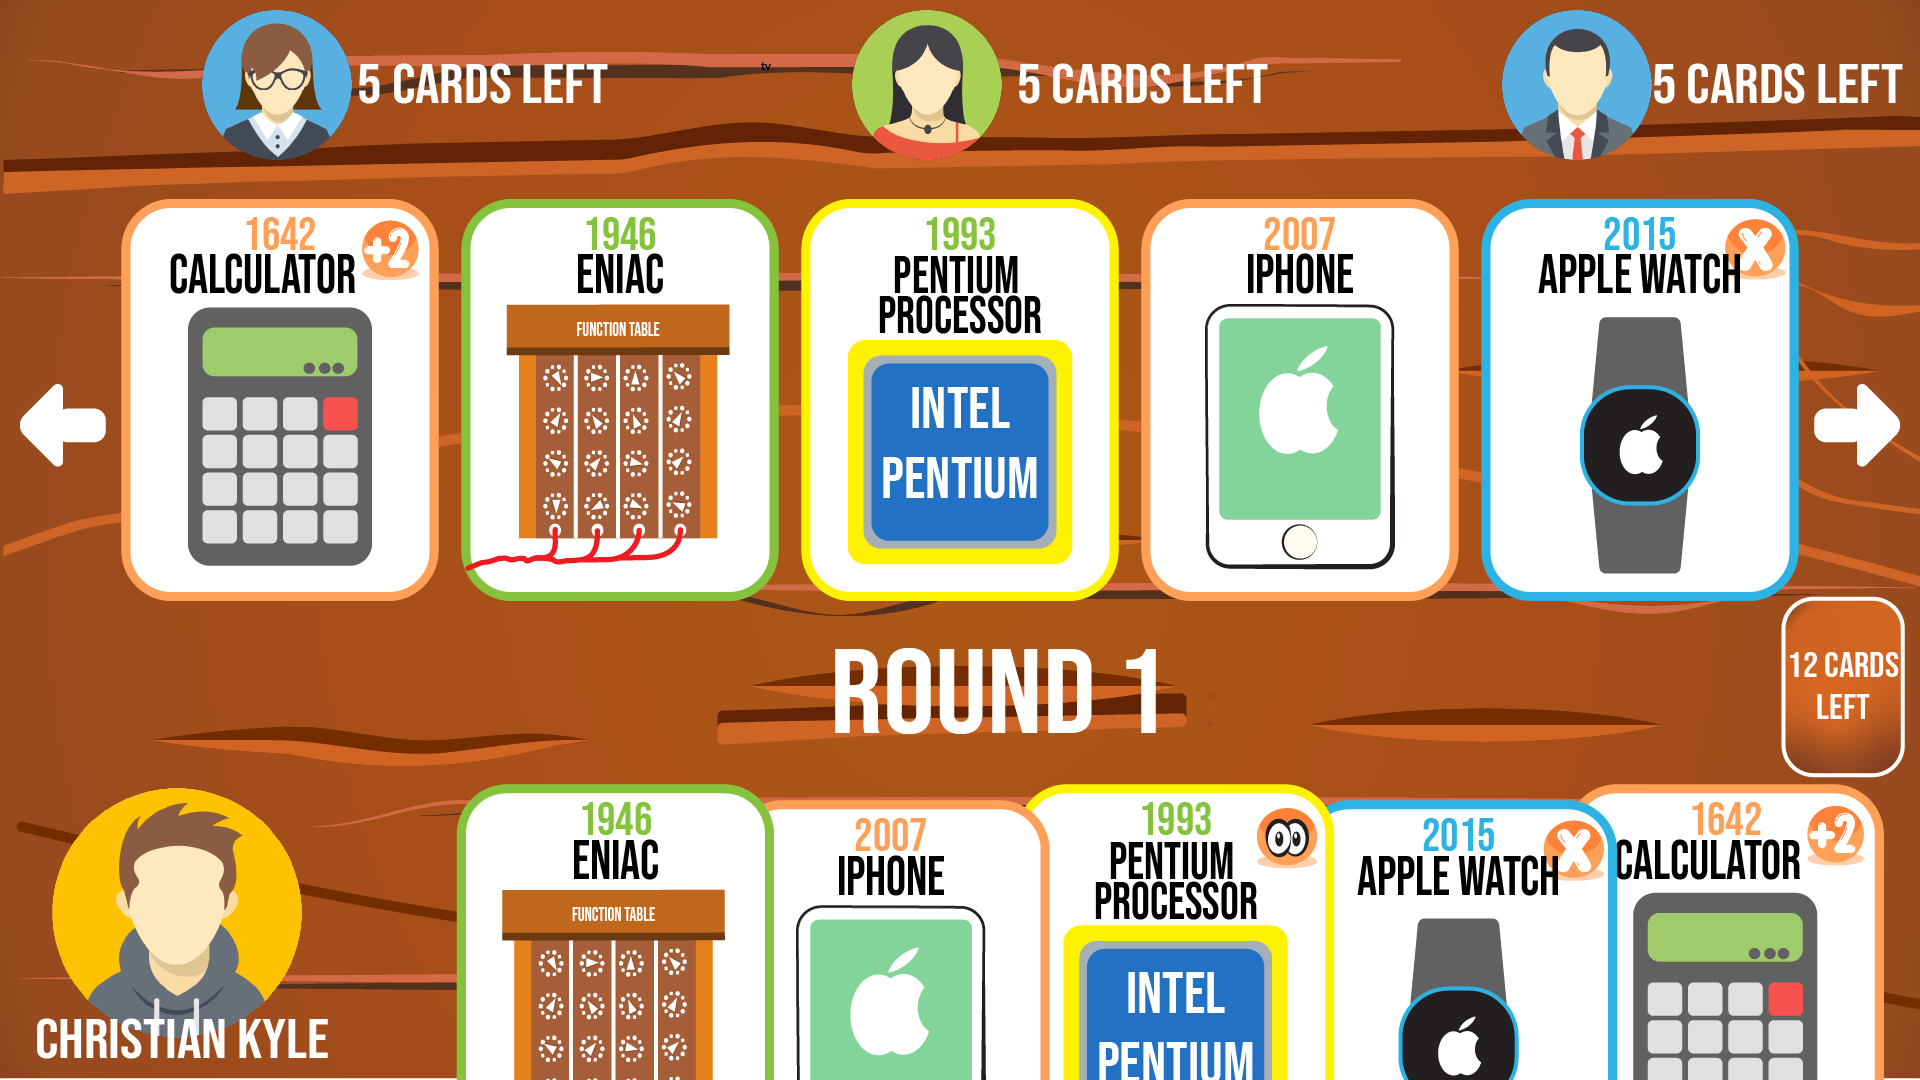 5 CARDS LEFT
tv
5 CARDS LEFT
5 CARDS LEFT
1642
+2
CALCULATOR
1946
ENIAC
FUNCTION TABLE
1993
PENTIUM
PROCESSOR
INTEL
PENTIUM
2007
IPHONE
2015
X
APPLE WATCH
ROUND 1
12 CARDS
LEFT
CHRISTIAN KYLE
1946
ENIAC
FUNCTION TABLE
2007
IPHONE
1993
PENTIUM
PROCESSOR
INTEL
PENTIUM
2015
X
APPLE WATCH
1642
+2
CALCULATOR